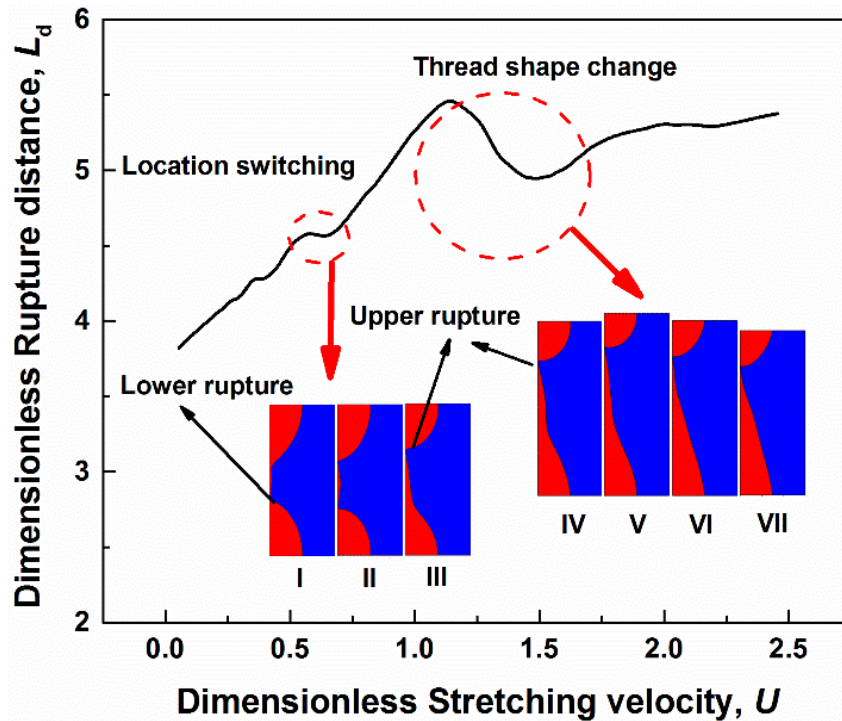 Dimensionless Rupture distance, L_d
6
5
4
3
2
Thread shape change
Location switching
Upper rupture
Lower rupture
I II III
IV V VI VII
0.0 0.5 1.0 1.5 2.0 2.5
Dimensionless Stretching velocity, U